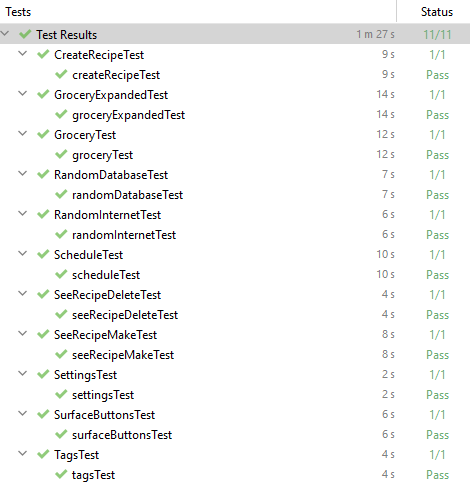 Tests Status
Test Results 1 m 27 s 11/11
CreateRecipeTest 9 s 1/1
createRecipeTest 9 s Pass
GroceryExpandedTest 14 s 1/1
groceryExpandedTest 14 s Pass
GroceryTest 12 s 1/1
groceryTest 12 s Pass
RandomDatabaseTest 7 s 1/1
randomDatabaseTest 7 s Pass
RandomInternetTest 6 s 1/1
randomInternetTest 6 s Pass
ScheduleTest 10 s 1/1
scheduleTest 10 s Pass
SeeRecipeDeleteTest 4 s 1/1
seeRecipeDeleteTest 4 s Pass
SeeRecipeMakeTest 8 s 1/1
seeRecipeMakeTest 8 s Pass
SettingsTest 2 s 1/1
settingsTest 2 s Pass
SurfaceButtonsTest 6 s 1/1
surfaceButtonsTest 6 s Pass
TagsTest 4 s 1/1
tagsTest 4 s Pass